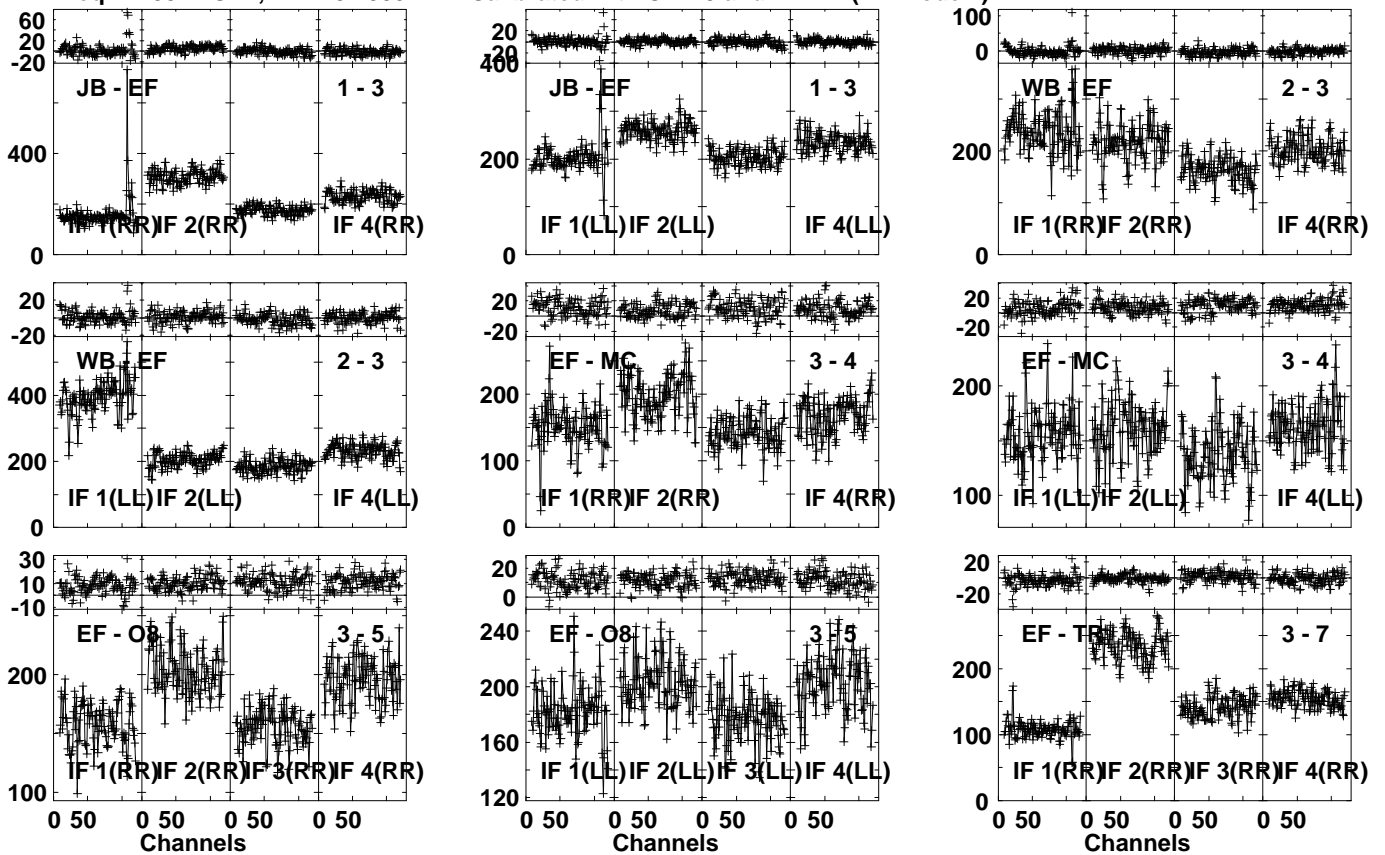 60
20
-20
JB - EF 1 - 3
400
IF 1(RR) IF 2(RR) IF 4(RR)
0
20
20
400
JB - EF 1 - 3
200
IF 1(LL) IF 2(LL) IF 4(LL)
0
100
0
WB - EF 2 - 3
200
IF 1(RR) IF 2(RR) IF 4(RR)
0
20
-20
WB - EF 2 - 3
400
200
IF 1(LL) IF 2(LL) IF 4(LL)
0
20
-20
EF - MC 3 - 4
200
100
IF 1(RR) IF 2(RR) IF 4(RR)
0
20
-20
EF - MC 3 - 4
200
100
IF 1(LL) IF 2(LL) IF 4(LL)
30
10
-10
EF - O8 3 - 5
200
IF 1(RR) IF 2(RR) IF 3(RR) IF 4(RR)
100
0 50 0 50 0 50 0 50
Channels
20
0
EF - O8 3 - 5
240
200
160
IF 1(LL) IF 2(LL) IF 3(LL) IF 4(LL)
120
0 50 0 50 0 50 0 50
Channels
20
-20
EF - TR 3 - 7
200
100
IF 1(RR) IF 2(RR) IF 3(RR) IF 4(RR)
0
0 50 0 50 0 50 0 50
Channels